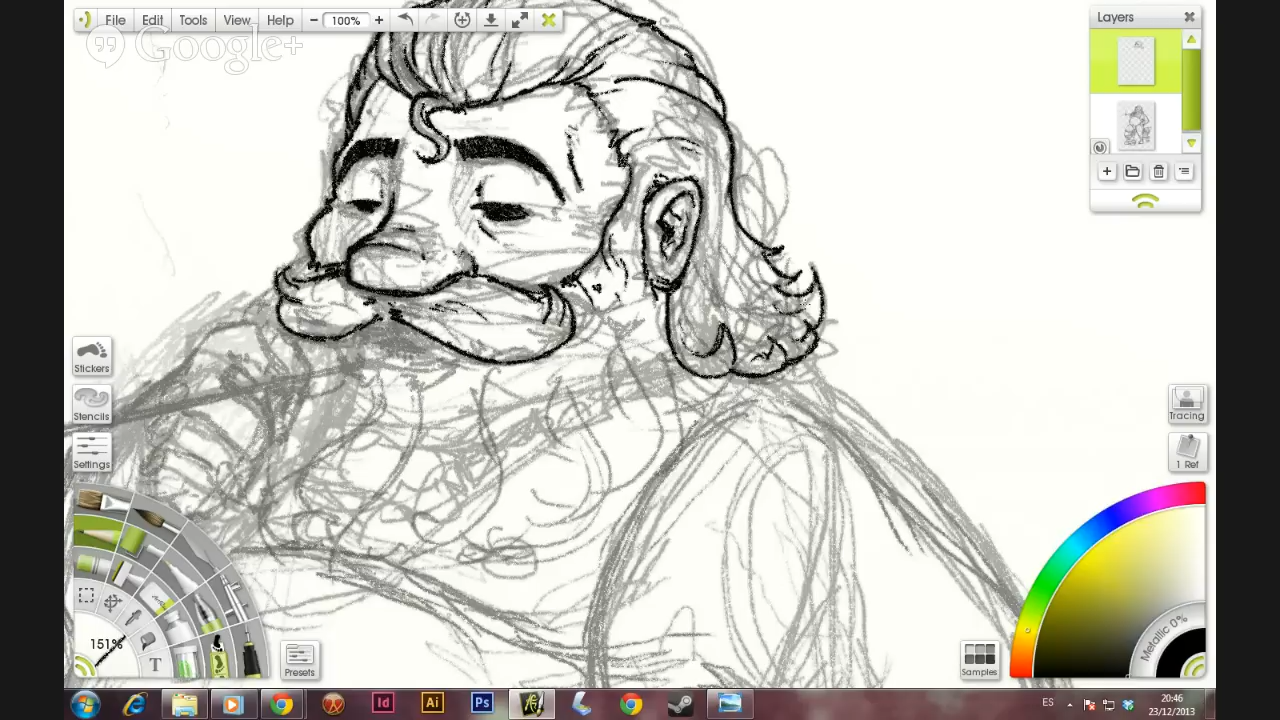 File Edit Tools View Help − 100% +
Google+
Layers
Stickers
Stencils
Settings
Tracing
1 Ref
151%
T
Presets
Samples
Metallic 0%
Id Ai Ps
ES
20:46
23/12/2013